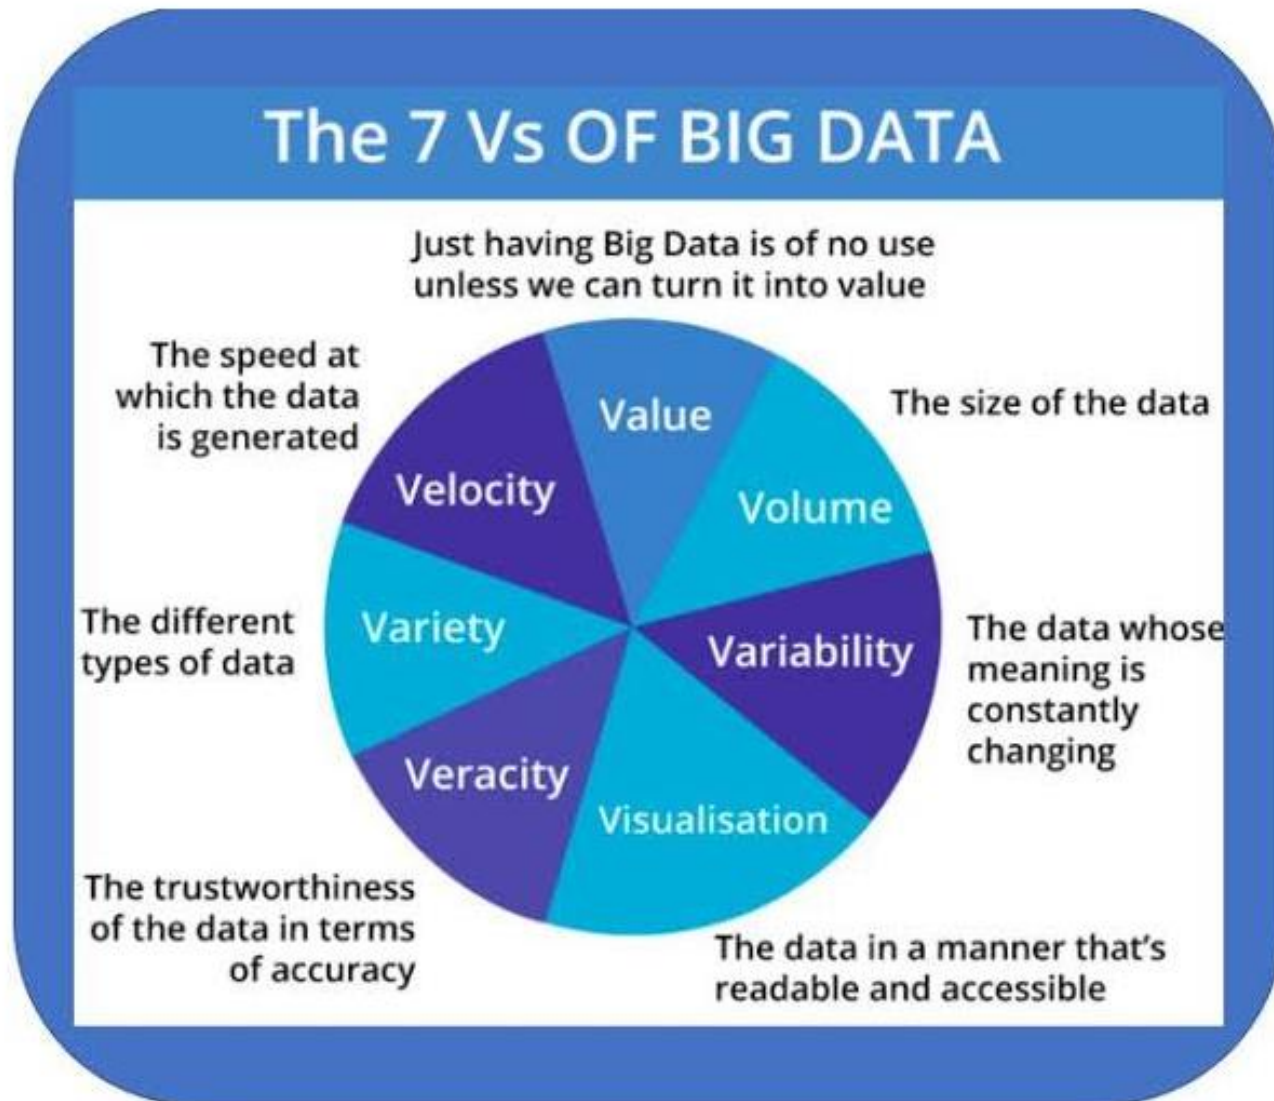 The 7 Vs OF BIG DATA
Just having Big Data is of no use
unless we can turn it into value
Value
The size of the data
Volume
The data whose
meaning is
constantly
changing
Variability
The data in a manner that's
readable and accessible
Visualisation
The trustworthiness
of the data in terms
of accuracy
Veracity
The different
types of data
Variety
The speed at
which the data
is generated
Velocity